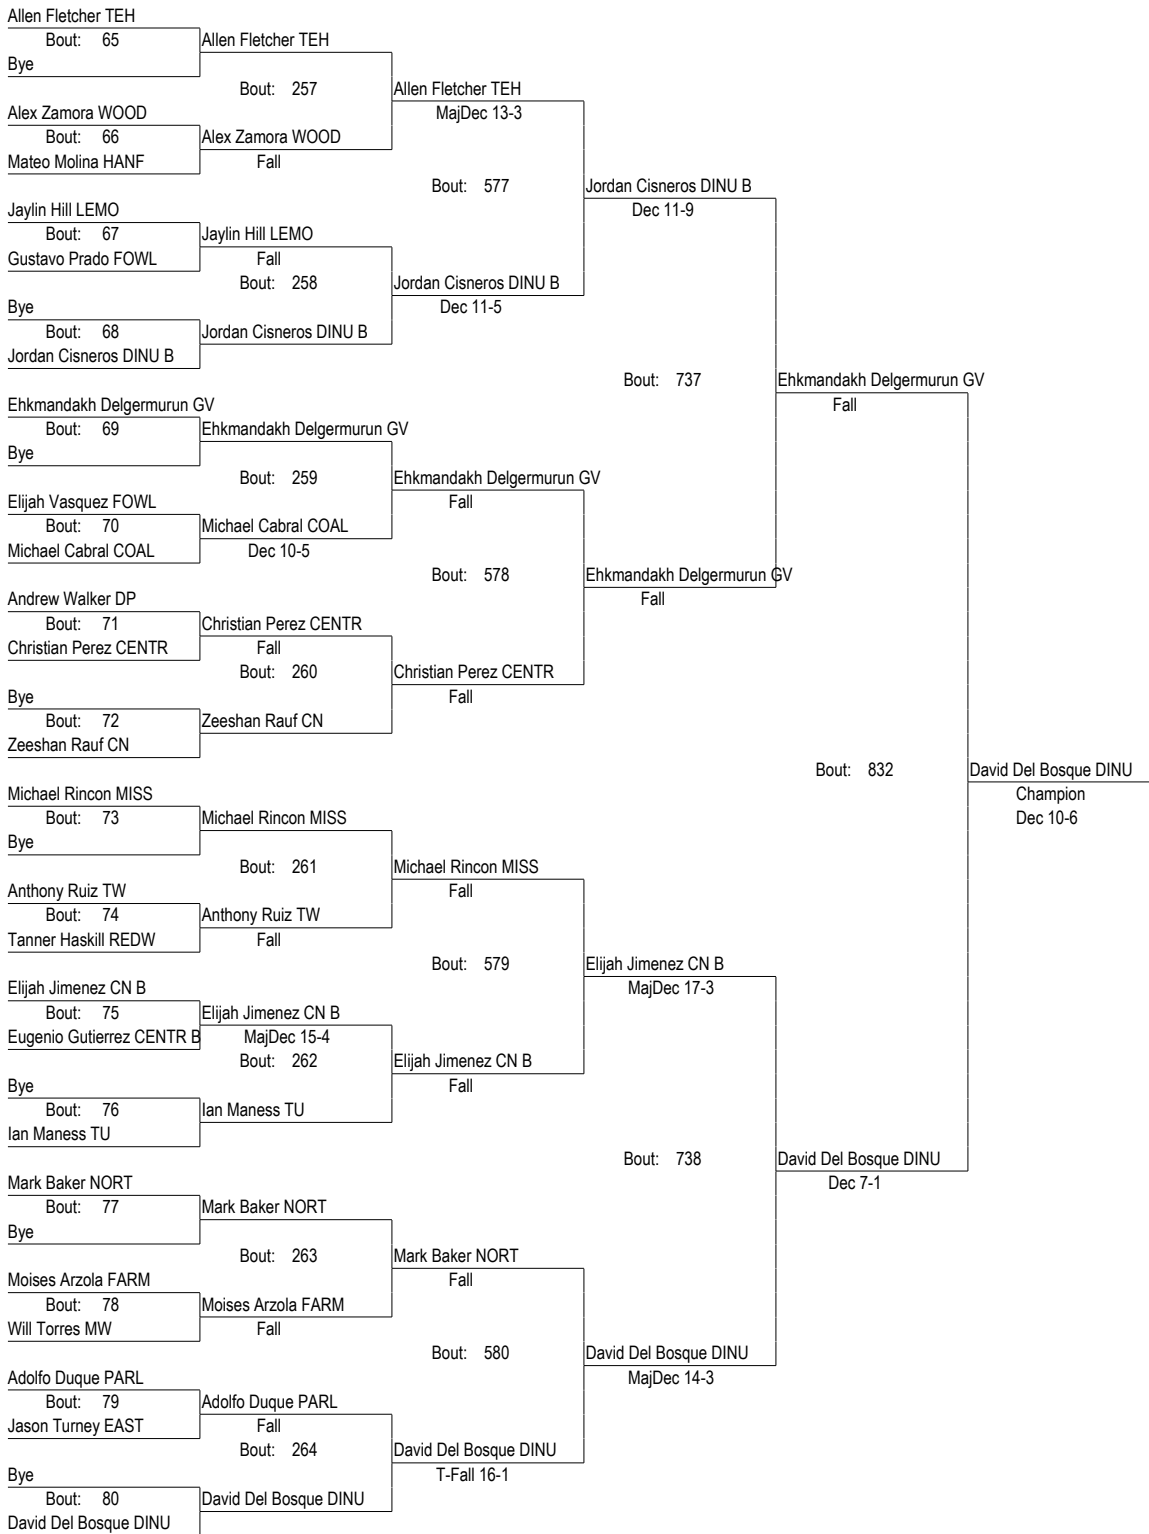 Allen Fletcher TEH
Bout: 65
Allen Fletcher TEH
Bye
Bout: 257
Allen Fletcher TEH
MajDec 13-3
Alex Zamora WOOD
Bout: 66
Alex Zamora WOOD
Mateo Molina HANF
Fall
Bout: 577
Jordan Cisneros DINU B
Dec 11-9
Jaylin Hill LEMO
Bout: 67
Jaylin Hill LEMO
Gustavo Prado FOWL
Fall
Bout: 258
Jordan Cisneros DINU B
Dec 11-5
Bye
Bout: 68
Jordan Cisneros DINU B
Jordan Cisneros DINU B
Bout: 737
Ehkmandakh Delgermurun GV
Fall
Ehkmandakh Delgermurun GV
Bout: 69
Ehkmandakh Delgermurun GV
Bye
Bout: 259
Ehkmandakh Delgermurun GV
Fall
Elijah Vasquez FOWL
Bout: 70
Michael Cabral COAL
Michael Cabral COAL
Dec 10-5
Bout: 578
Ehkmandakh Delgermurun GV
Fall
Andrew Walker DP
Bout: 71
Christian Perez CENTR
Christian Perez CENTR
Fall
Bout: 260
Christian Perez CENTR
Fall
Bye
Bout: 72
Zeeshan Rauf CN
Zeeshan Rauf CN
Bout: 832
David Del Bosque DINU
Champion
Dec 10-6
Michael Rincon MISS
Bout: 73
Michael Rincon MISS
Bye
Bout: 261
Michael Rincon MISS
Fall
Anthony Ruiz TW
Bout: 74
Anthony Ruiz TW
Tanner Haskill REDW
Fall
Bout: 579
Elijah Jimenez CN B
MajDec 17-3
Elijah Jimenez CN B
Bout: 75
Elijah Jimenez CN B
Eugenio Gutierrez CENTR B
MajDec 15-4
Bout: 262
Elijah Jimenez CN B
Fall
Bye
Bout: 76
Ian Maness TU
Ian Maness TU
Bout: 738
David Del Bosque DINU
Dec 7-1
Mark Baker NORT
Bout: 77
Mark Baker NORT
Bye
Bout: 263
Mark Baker NORT
Fall
Moises Arzola FARM
Bout: 78
Moises Arzola FARM
Will Torres MW
Fall
Bout: 580
David Del Bosque DINU
MajDec 14-3
Adolfo Duque PARL
Bout: 79
Adolfo Duque PARL
Jason Turney EAST
Fall
Bout: 264
David Del Bosque DINU
T-Fall 16-1
Bye
Bout: 80
David Del Bosque DINU
David Del Bosque DINU